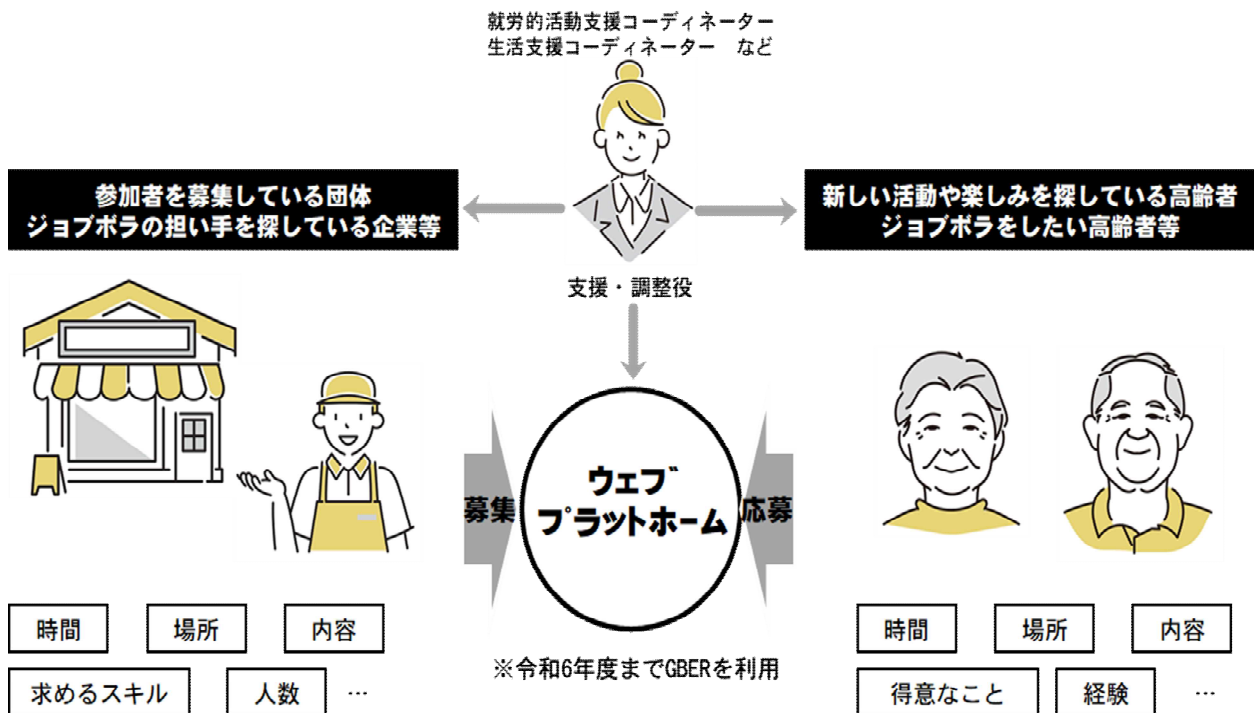 就労的活動支援コーディネーター
生活支援コーディネーター　など
参加者を募集している団体
ジョブボラの担い手を探している企業等
新しい活動や楽しみを探している高齢者
ジョブボラをしたい高齢者等
支援・調整役
募集
ウェブ
プラットホーム
応募
時間
場所
内容
求めるスキル
人数
…
※令和6年度までGBERを利用
時間
場所
内容
得意なこと
経験
…